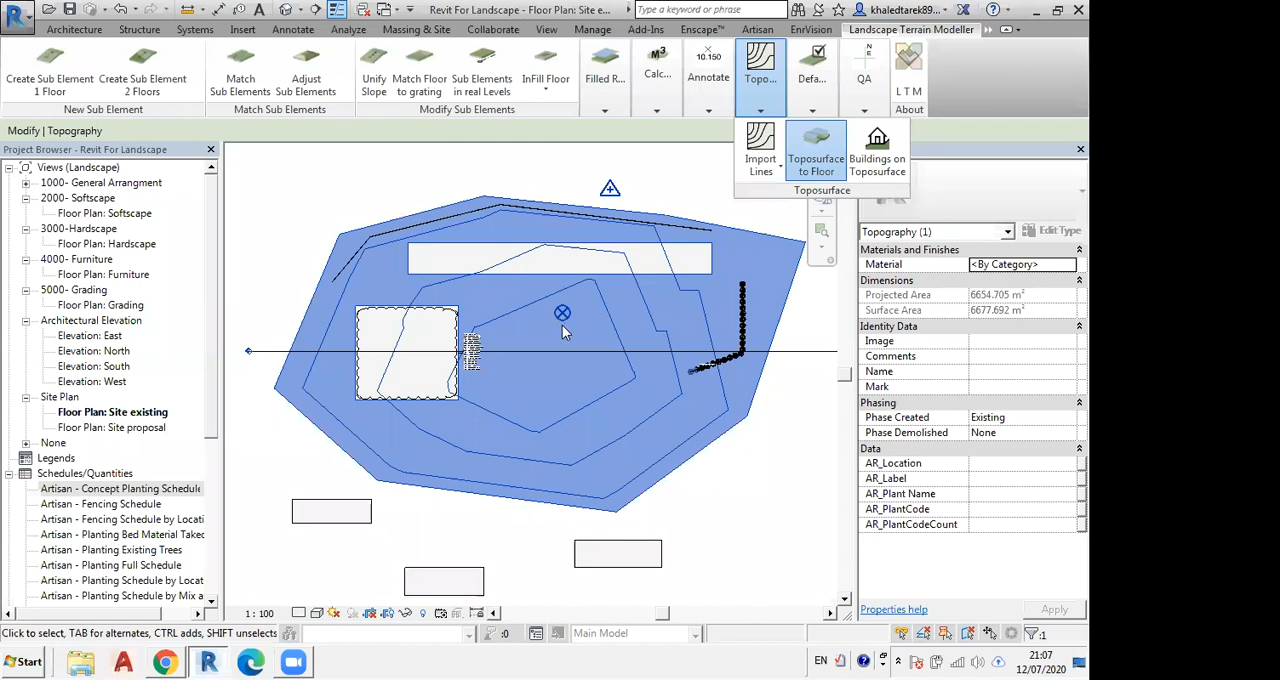 Revit For Landscape - Floor Plan: Site e...
Type a keyword or phrase
khaledtarek89...
Architecture Structure Systems Insert Annotate Analyze Massing & Site Collaborate View Manage Add-Ins Enscape™ Artisan EnVision Landscape Terrain Modeller
Create Sub Element 1 Floor
Create Sub Element 2 Floors
New Sub Element
Match Sub Elements
Adjust Sub Elements
Match Sub Elements
Unify Slope
Match Floor to grating
Sub Elements in real Levels
InFill Floor
Modify Sub Elements
Filled R...
M³
Calc...
10.150
Annotate
Topo...
Defa...
N
E
QA
L T M
About
Import Lines
Toposurface to Floor
Buildings on Toposurface
Toposurface
Modify | Topography
Project Browser - Revit For Landscape
Views (Landscape)
1000- General Arrangment
2000- Softscape
Floor Plan: Softscape
3000-Hardscape
Floor Plan: Hardscape
4000- Furniture
Floor Plan: Furniture
5000- Grading
Floor Plan: Grading
Architectural Elevation
Elevation: East
Elevation: North
Elevation: South
Elevation: West
Site Plan
Floor Plan: Site existing
Floor Plan: Site proposal
None
Legends
Schedules/Quantities
Artisan - Concept Planting Schedule
Artisan - Fencing Schedule
Artisan - Fencing Schedule by Locati
Artisan - Planting Bed Material Takec
Artisan - Planting Existing Trees
Artisan - Planting Full Schedule
Artisan - Planting Schedule by Locat
Artisan - Planting Schedule by Mix a
Topography (1)
Edit Type
Materials and Finishes
Material <By Category>
Dimensions
Projected Area 6654.705 m²
Surface Area 6677.692 m²
Identity Data
Image
Comments
Name
Mark
Phasing
Phase Created Existing
Phase Demolished None
Data
AR_Location
AR_Label
AR_Plant Name
AR_PlantCode
AR_PlantCodeCount
Properties help
Apply
1 : 100
Click to select, TAB for alternates, CTRL adds, SHIFT unselects
:0
Main Model
:1
Start
EN
21:07
12/07/2020